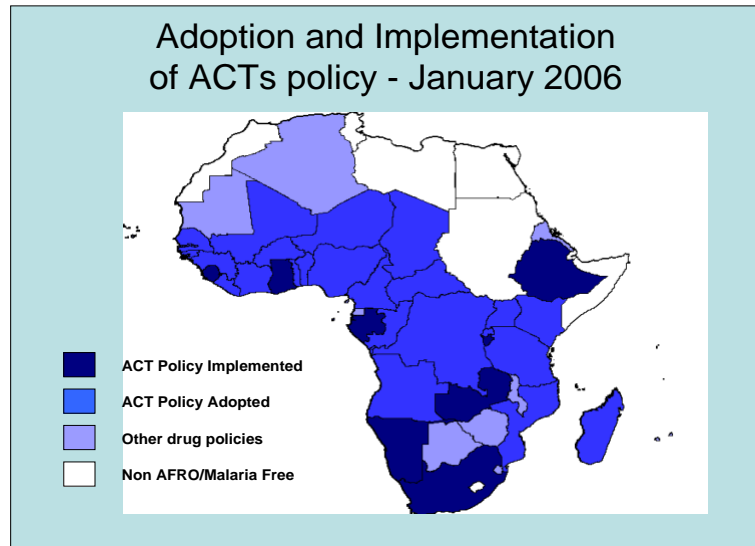 Adoption and Implementation
of ACTs policy - January 2006
ACT Policy Implemented
ACT Policy Adopted
Other drug policies
Non AFRO/Malaria Free